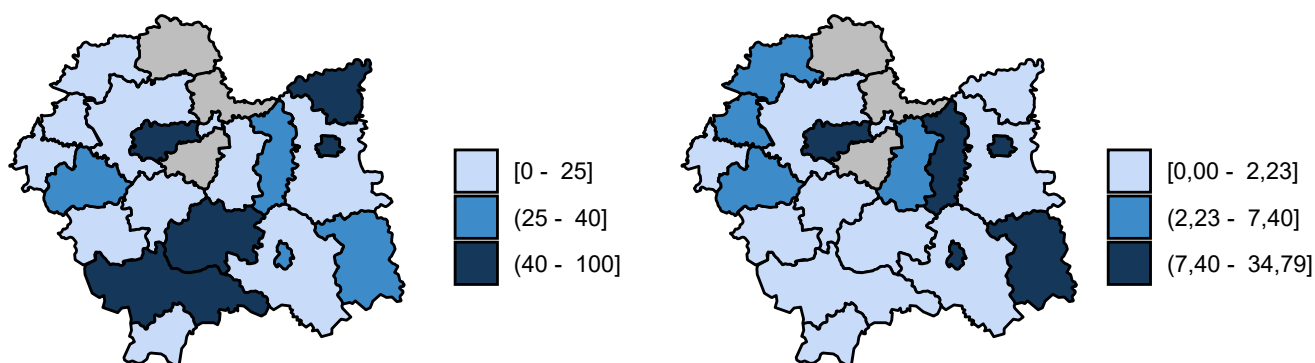 [0 -  25]
(25 -  40]
(40 -  100]
[0,00 -  2,23]
(2,23 -  7,40]
(7,40 -  34,79]